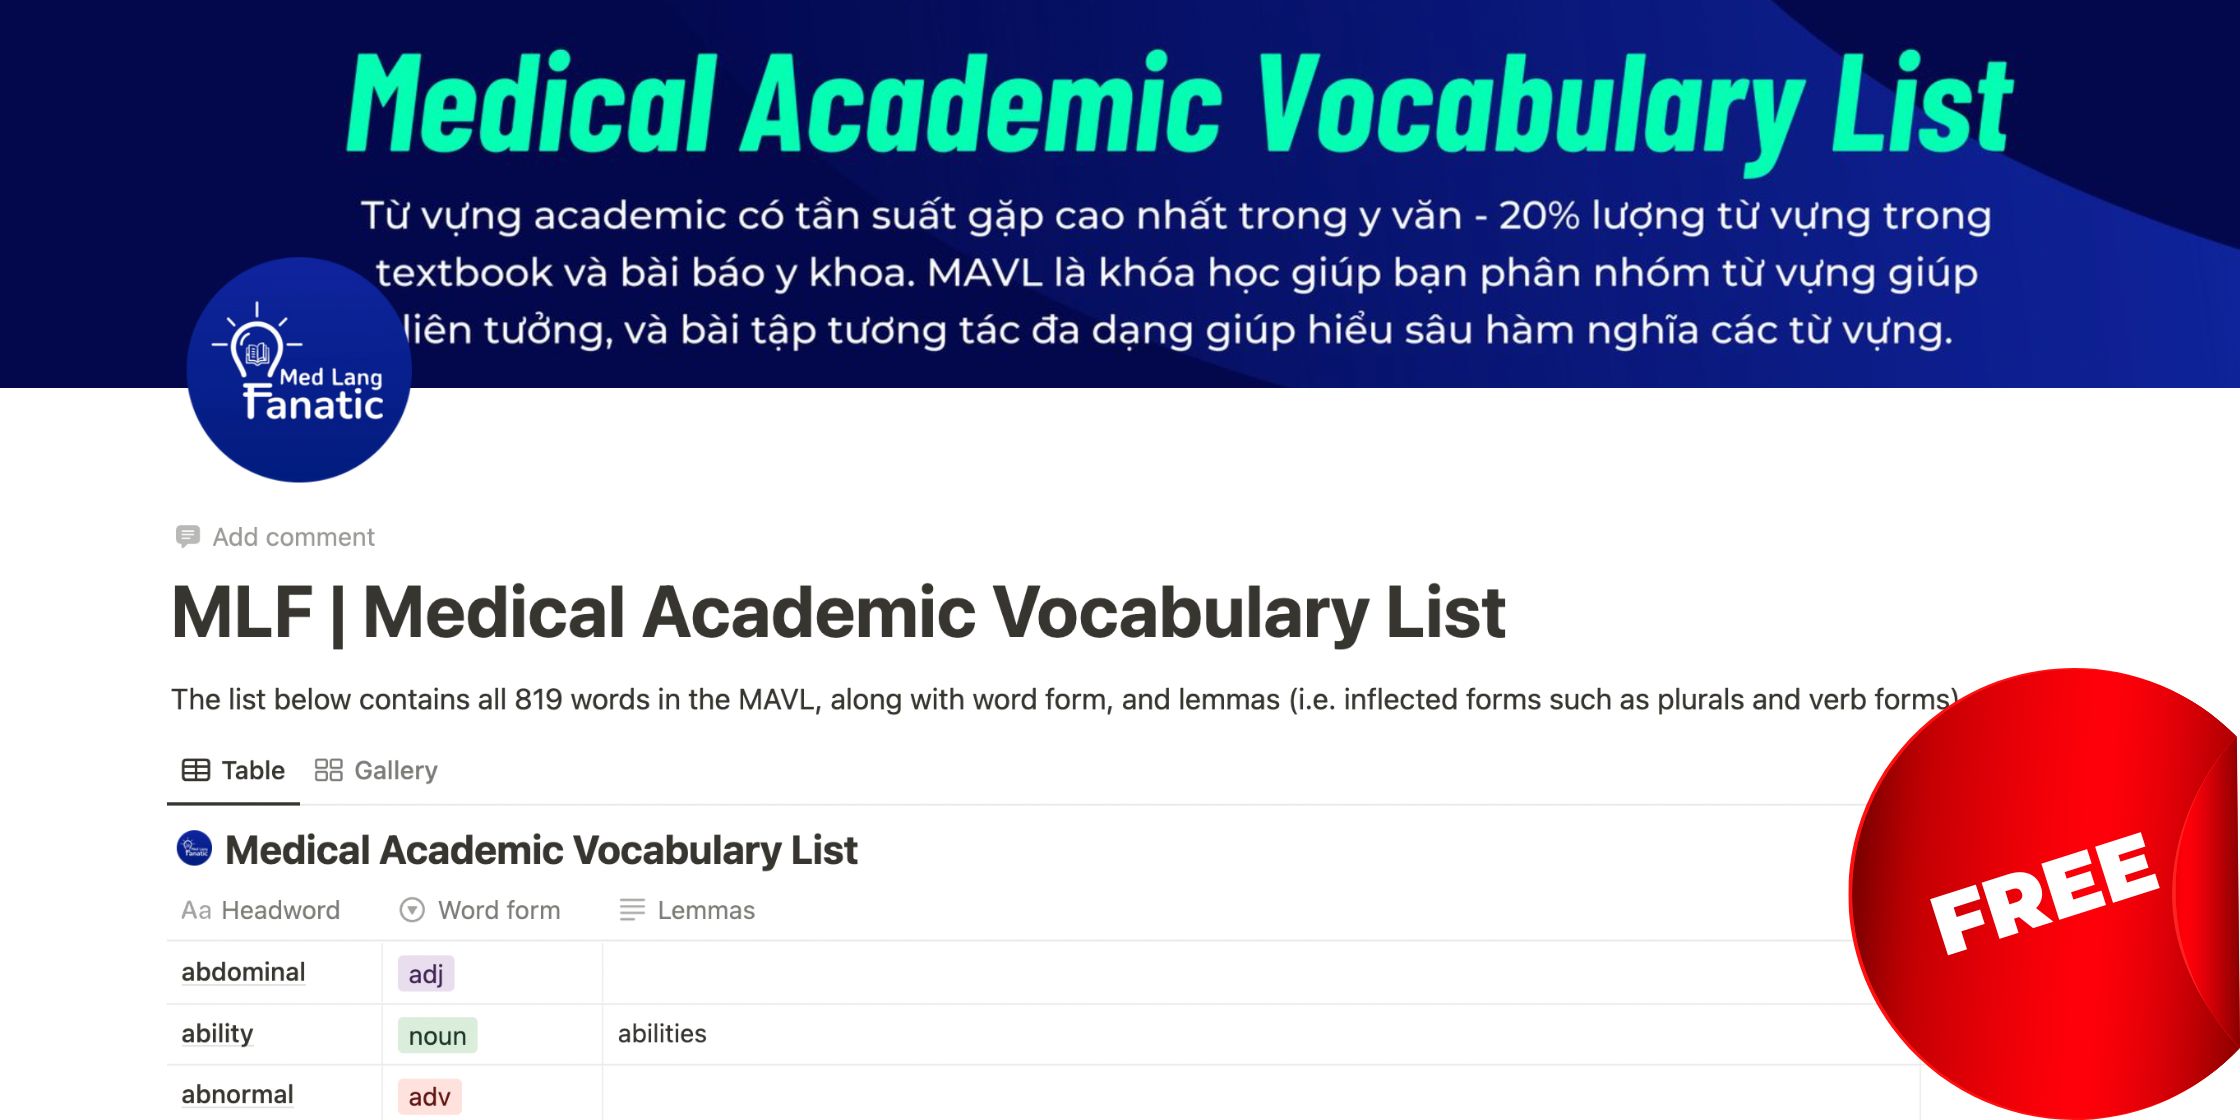 Medical Academic Vocabulary List
Từ vựng academic có tần suất gặp cao nhất trong y văn - 20% lượng từ vựng trong
textbook và bài báo y khoa. MAVL là khóa học giúp bạn phân nhóm từ vựng giúp
liên tưởng, và bài tập tương tác đa dạng giúp hiểu sâu hàm nghĩa các từ vựng.
Med Lang
Fanatic
Add comment
MLF | Medical Academic Vocabulary List
The list below contains all 819 words in the MAVL, along with word form, and lemmas (i.e. inflected forms such as plurals and verb forms)
Table Gallery
Medical Academic Vocabulary List
Aa Headword Word form Lemmas
abdominal adj
ability noun abilities
abnormal adv
FREE